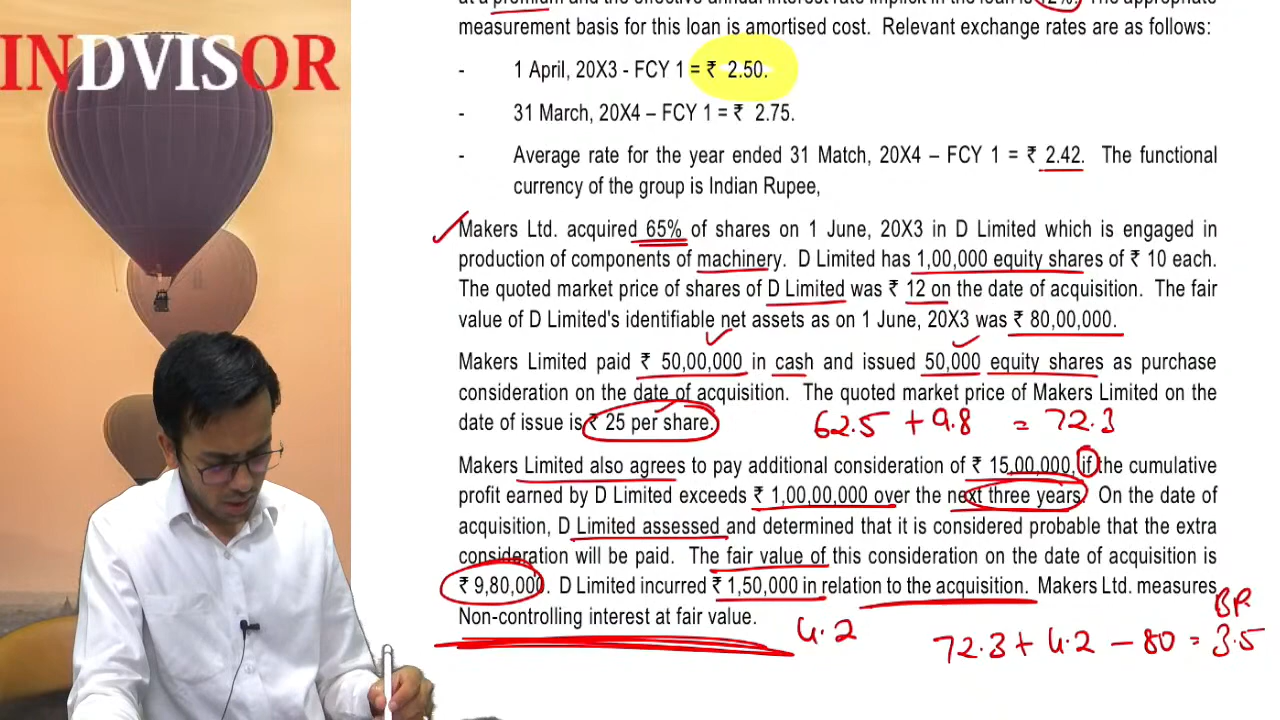 INDVISOR
at a premium and the effective annual interest rate implicit in the loan is 12%. The appropriate
measurement basis for this loan is amortised cost. Relevant exchange rates are as follows:
- 1 April, 20X3 - FCY 1 = ₹ 2.50.
- 31 March, 20X4 – FCY 1 = ₹ 2.75.
- Average rate for the year ended 31 Match, 20X4 – FCY 1 = ₹ 2.42. The functional
currency of the group is Indian Rupee,
Makers Ltd. acquired 65% of shares on 1 June, 20X3 in D Limited which is engaged in
production of components of machinery. D Limited has 1,00,000 equity shares of ₹ 10 each.
The quoted market price of shares of D Limited was ₹ 12 on the date of acquisition. The fair
value of D Limited's identifiable net assets as on 1 June, 20X3 was ₹ 80,00,000.
Makers Limited paid ₹ 50,00,000 in cash and issued 50,000 equity shares as purchase
consideration on the date of acquisition. The quoted market price of Makers Limited on the
date of issue is ₹ 25 per share.
62.5 + 9.8 = 72.3
Makers Limited also agrees to pay additional consideration of ₹ 15,00,000, if the cumulative
profit earned by D Limited exceeds ₹ 1,00,00,000 over the next three years. On the date of
acquisition, D Limited assessed and determined that it is considered probable that the extra
consideration will be paid. The fair value of this consideration on the date of acquisition is
₹ 9,80,000. D Limited incurred ₹ 1,50,000 in relation to the acquisition. Makers Ltd. measures
Non-controlling interest at fair value.
4.2
BP
72.3 + 4.2 - 80 = 3.5